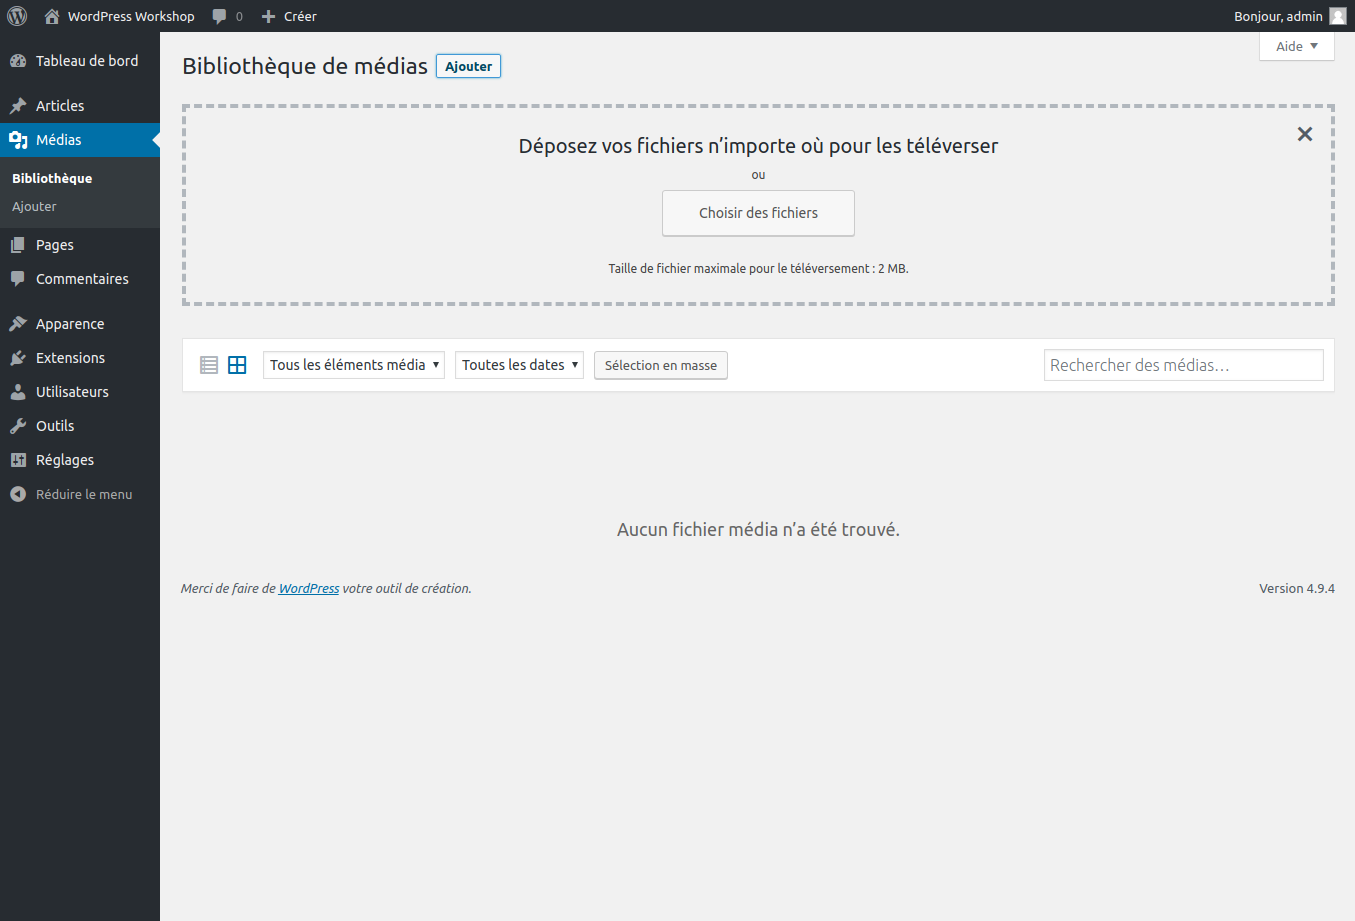 WordPress Workshop 0 Créer Bonjour, admin
Tableau de bord
Articles
Médias
Bibliothèque
Ajouter
Pages
Commentaires
Apparence
Extensions
Utilisateurs
Outils
Réglages
Réduire le menu
Aide
Bibliothèque de médias Ajouter
Déposez vos fichiers n’importe où pour les téléverser
ou
Choisir des fichiers
Taille de fichier maximale pour le téléversement : 2 MB.
Tous les éléments média Toutes les dates Sélection en masse Rechercher des médias…
Aucun fichier média n’a été trouvé.
Merci de faire de WordPress votre outil de création. Version 4.9.4